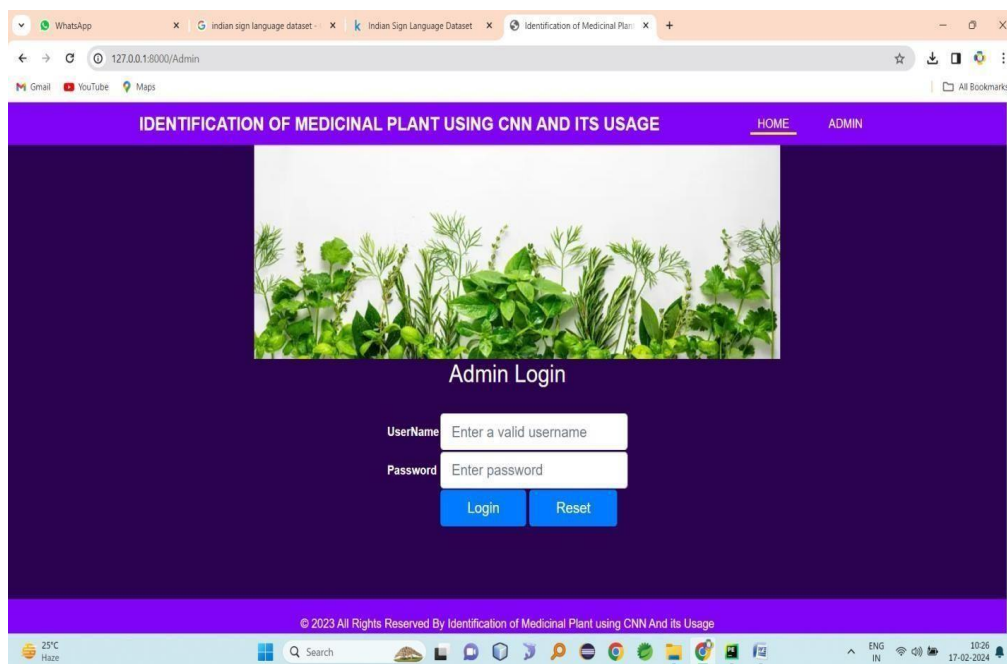 WhatsApp
indian sign language dataset -
Indian Sign Language Dataset
Identification of Medicinal Plan
127.0.0.1:8000/Admin
Gmail YouTube Maps All Bookmarks
IDENTIFICATION OF MEDICINAL PLANT USING CNN AND ITS USAGE HOME ADMIN
Admin Login
UserName Enter a valid username
Password Enter password
Login Reset
© 2023 All Rights Reserved By Identification of Medicinal Plant using CNN And its Usage
25°C
Haze
Search
ENG
IN
10:26
17-02-2024